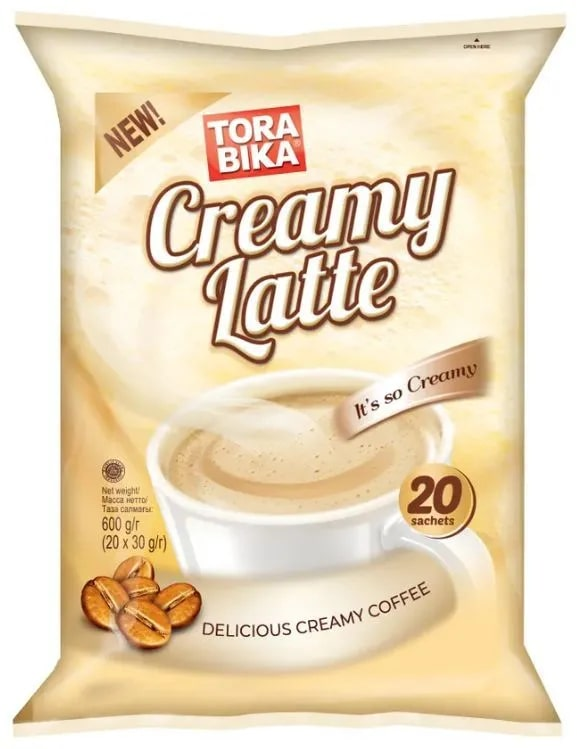 OPEN HERE
NEW!
TORA
BIKA®
Creamy
Latte
It's so Creamy
Net weight/
Масса нетто/
Таза салмағы:
600 g/г
(20 x 30 g/г)
20
sachets
DELICIOUS CREAMY COFFEE